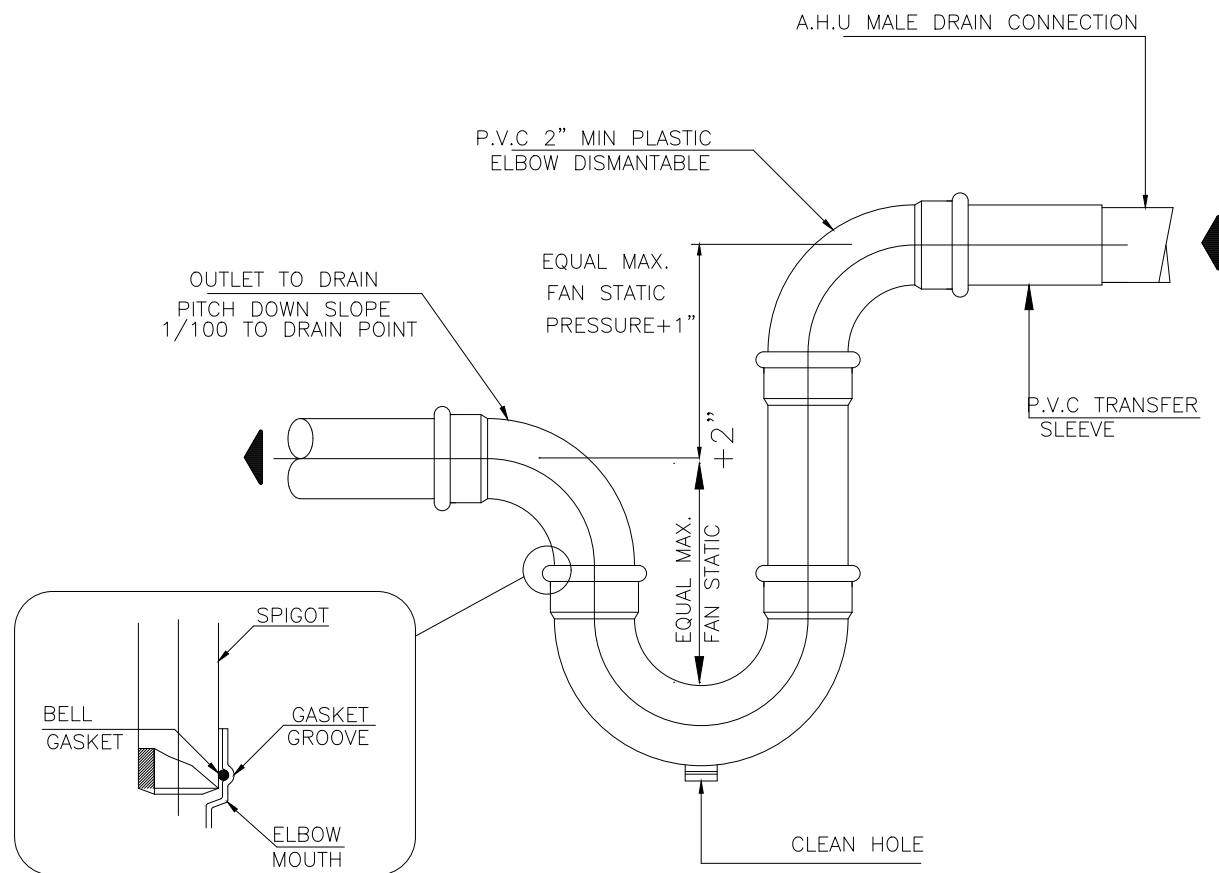 A.H.U MALE DRAIN CONNECTION
P.V.C 2” MIN PLASTIC
ELBOW DISMANTABLE
EQUAL MAX.
FAN STATIC
PRESSURE+1”
OUTLET TO DRAIN
PITCH DOWN SLOPE
1/100 TO DRAIN POINT
P.V.C TRANSFER
SLEEVE
+2”
EQUAL MAX.
FAN STATIC
SPIGOT
BELL
GASKET
GASKET
GROOVE
ELBOW
MOUTH
CLEAN HOLE